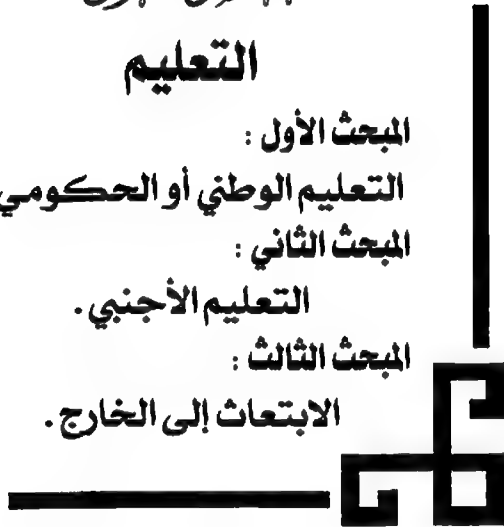 التعليم
المبحث الأول :
التعليم الوطني أو الحكومي
المبحث الثاني :
التعليم الأجنبي.
المبحث الثالث :
الابتعاث إلى الخارج.